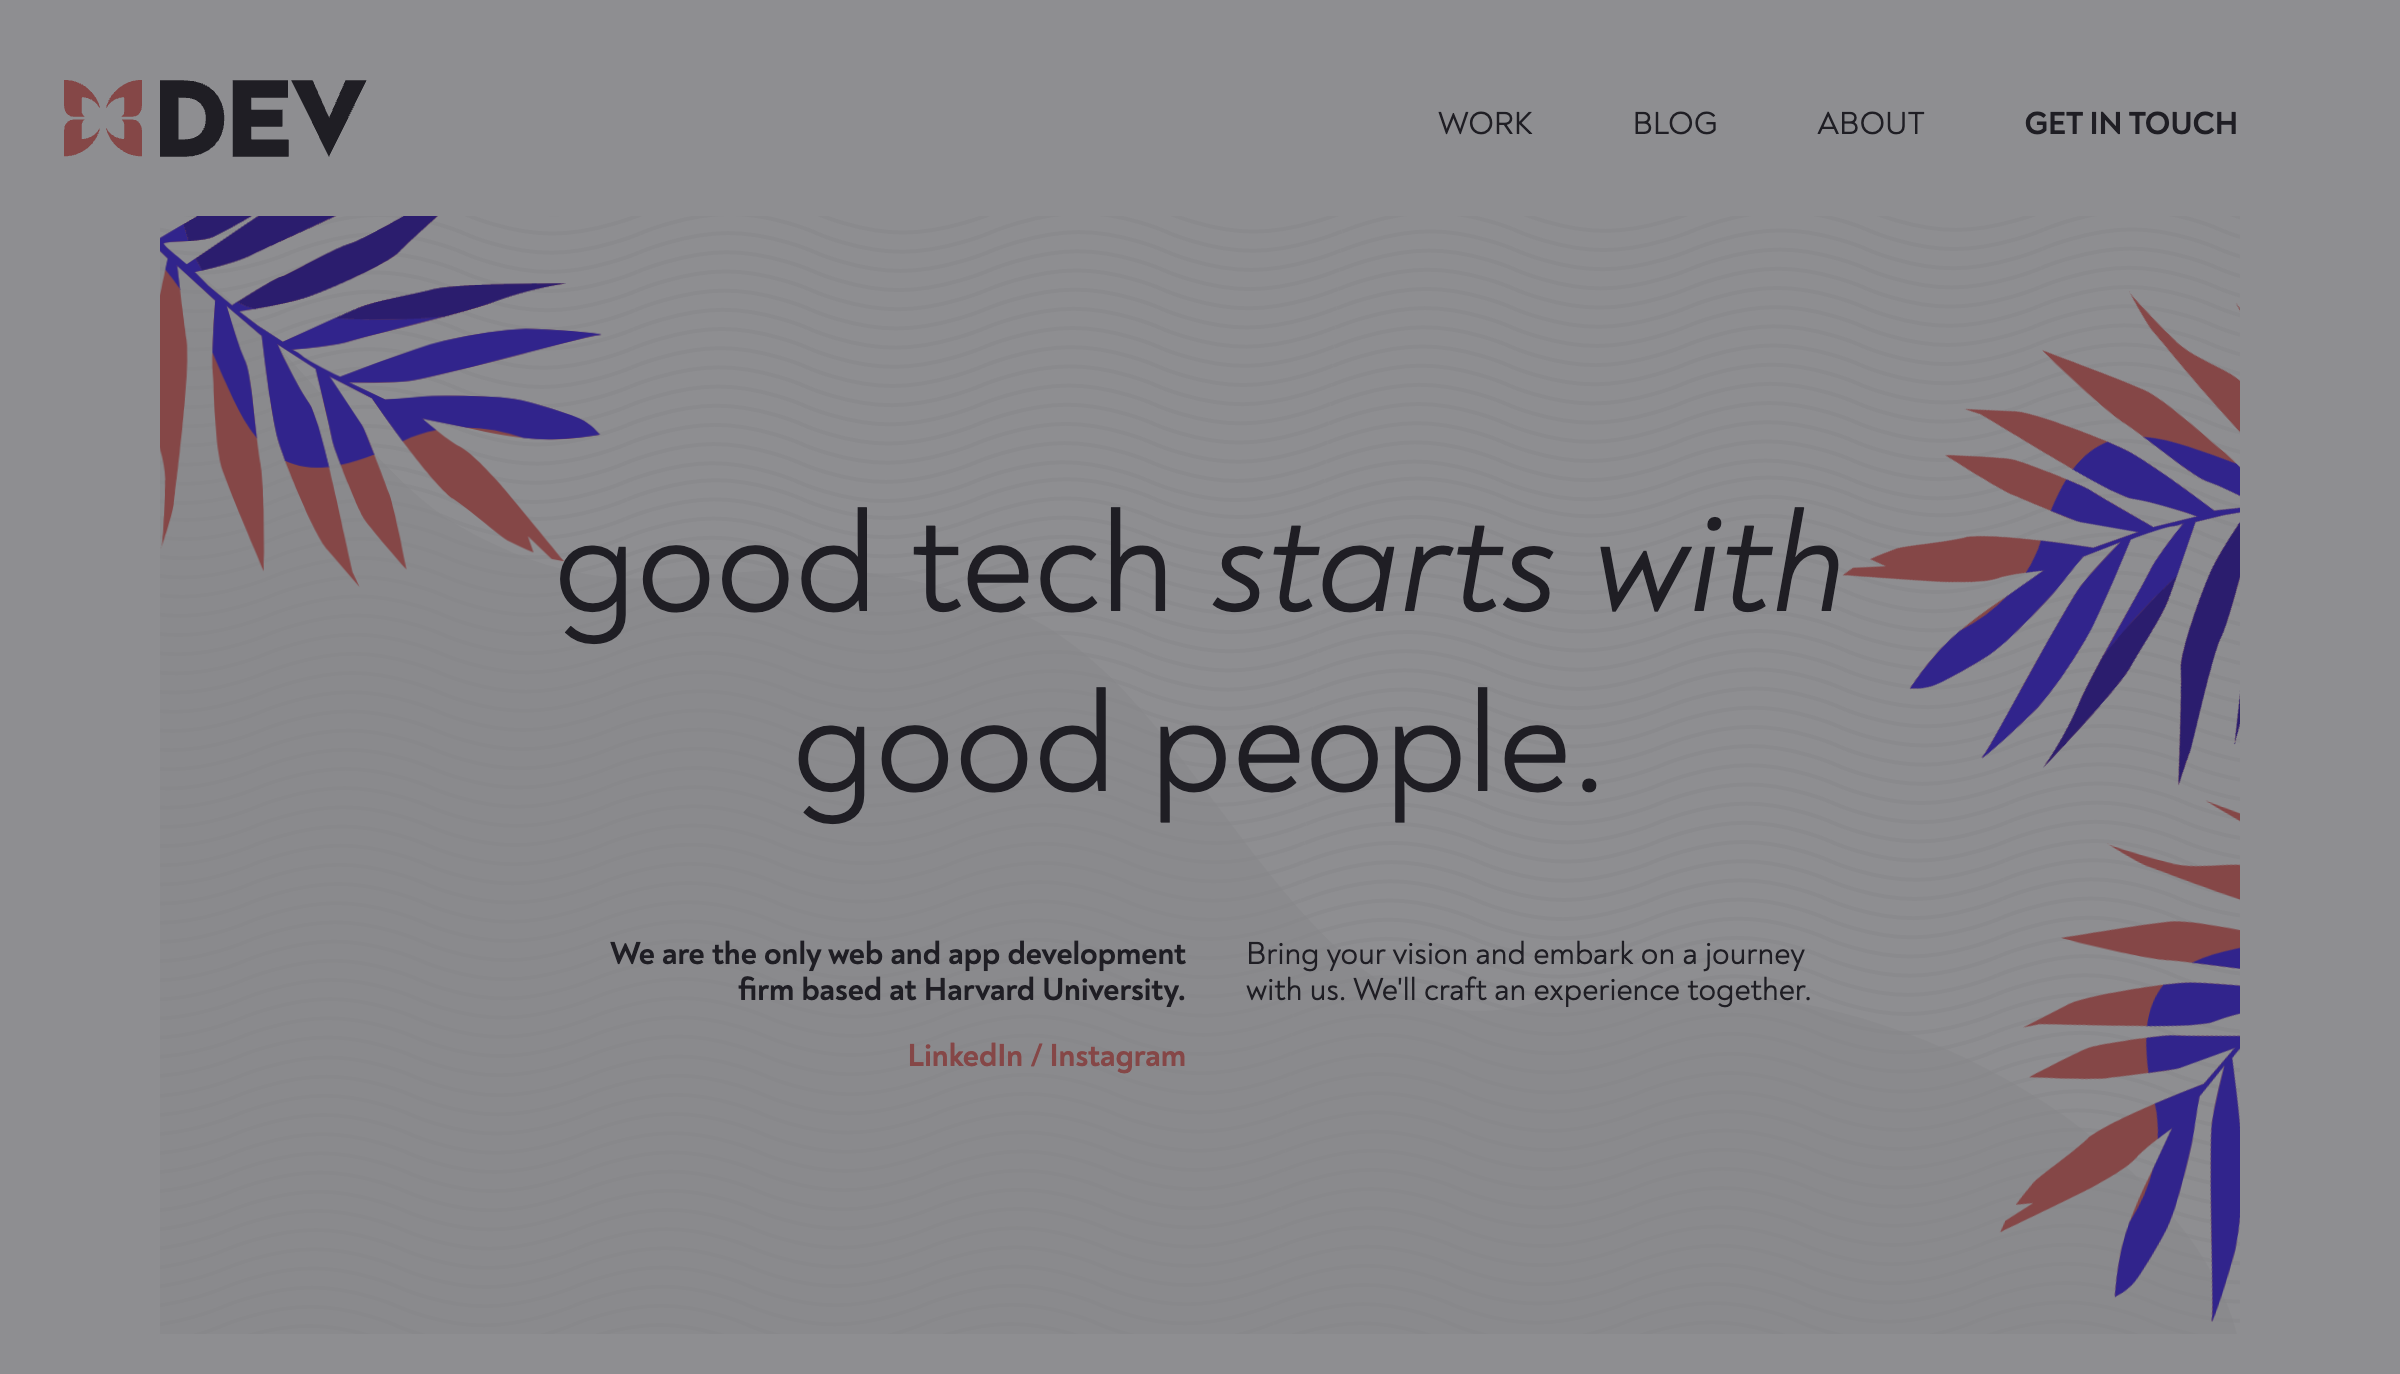 DEV
WORK
BLOG
ABOUT
GET IN TOUCH
good tech starts with
good people.
We are the only web and app development
firm based at Harvard University.
LinkedIn / Instagram
Bring your vision and embark on a journey
with us. We'll craft an experience together.